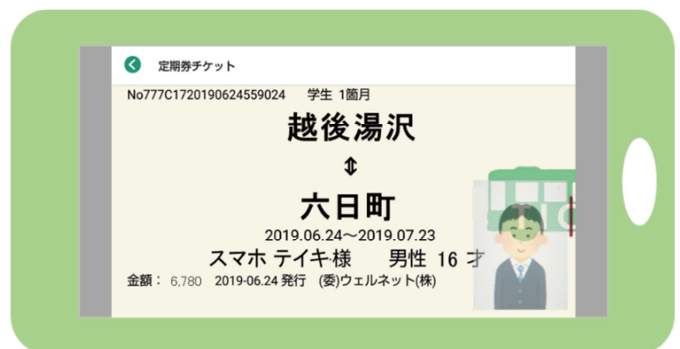 定期券チケット
No777C1720190624559024 学生 1箇月
越後湯沢
⇕
六日町
2019.06.24～2019.07.23
スマホ テイキ様 男性 16 才
金額： 6,780 2019-06.24 発行 (委)ウェルネット(株)